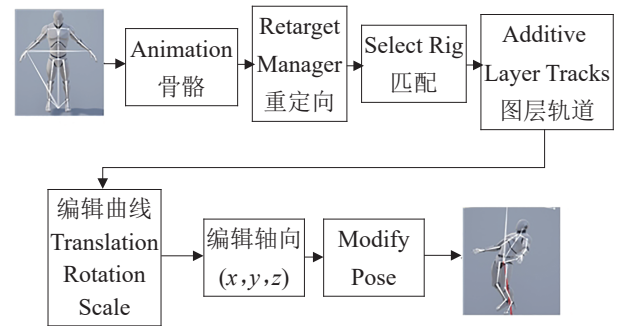 Animation
骨骼
Retarget
Manager
重定向
Select Rig
匹配
Additive
Layer Tracks
图层轨道
编辑曲线
Translation
Rotation
Scale
编辑轴向
(x,y,z)
Modify
Pose